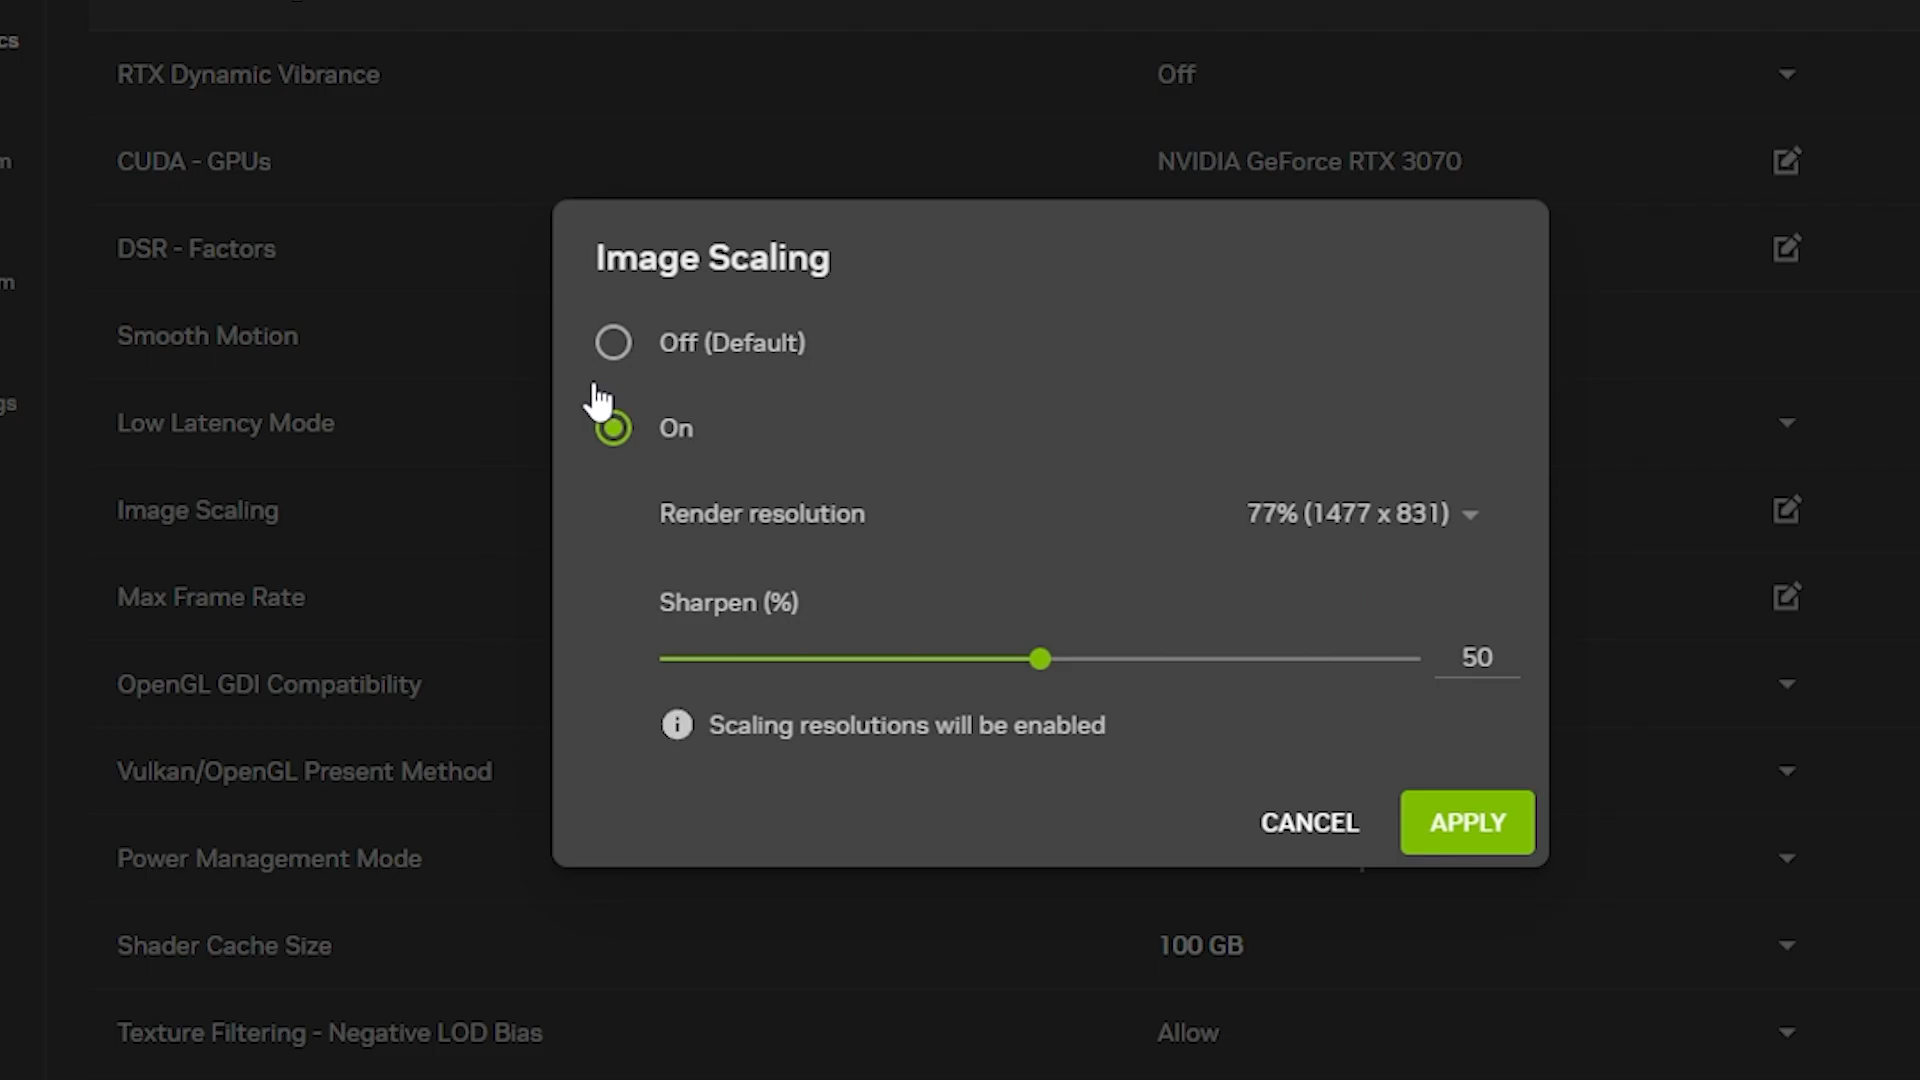 cs
RTX Dynamic Vibrance
Off
CUDA - GPUs
NVIDIA GeForce RTX 3070
m
DSR - Factors
m
Smooth Motion
Low Latency Mode
gs
Image Scaling
Max Frame Rate
OpenGL GDI Compatibility
Vulkan/OpenGL Present Method
Power Management Mode
Shader Cache Size
100 GB
Texture Filtering - Negative LOD Bias
Allow
Image Scaling
Off (Default)
On
Render resolution
77% (1477 x 831)
Sharpen (%)
50
Scaling resolutions will be enabled
CANCEL
APPLY